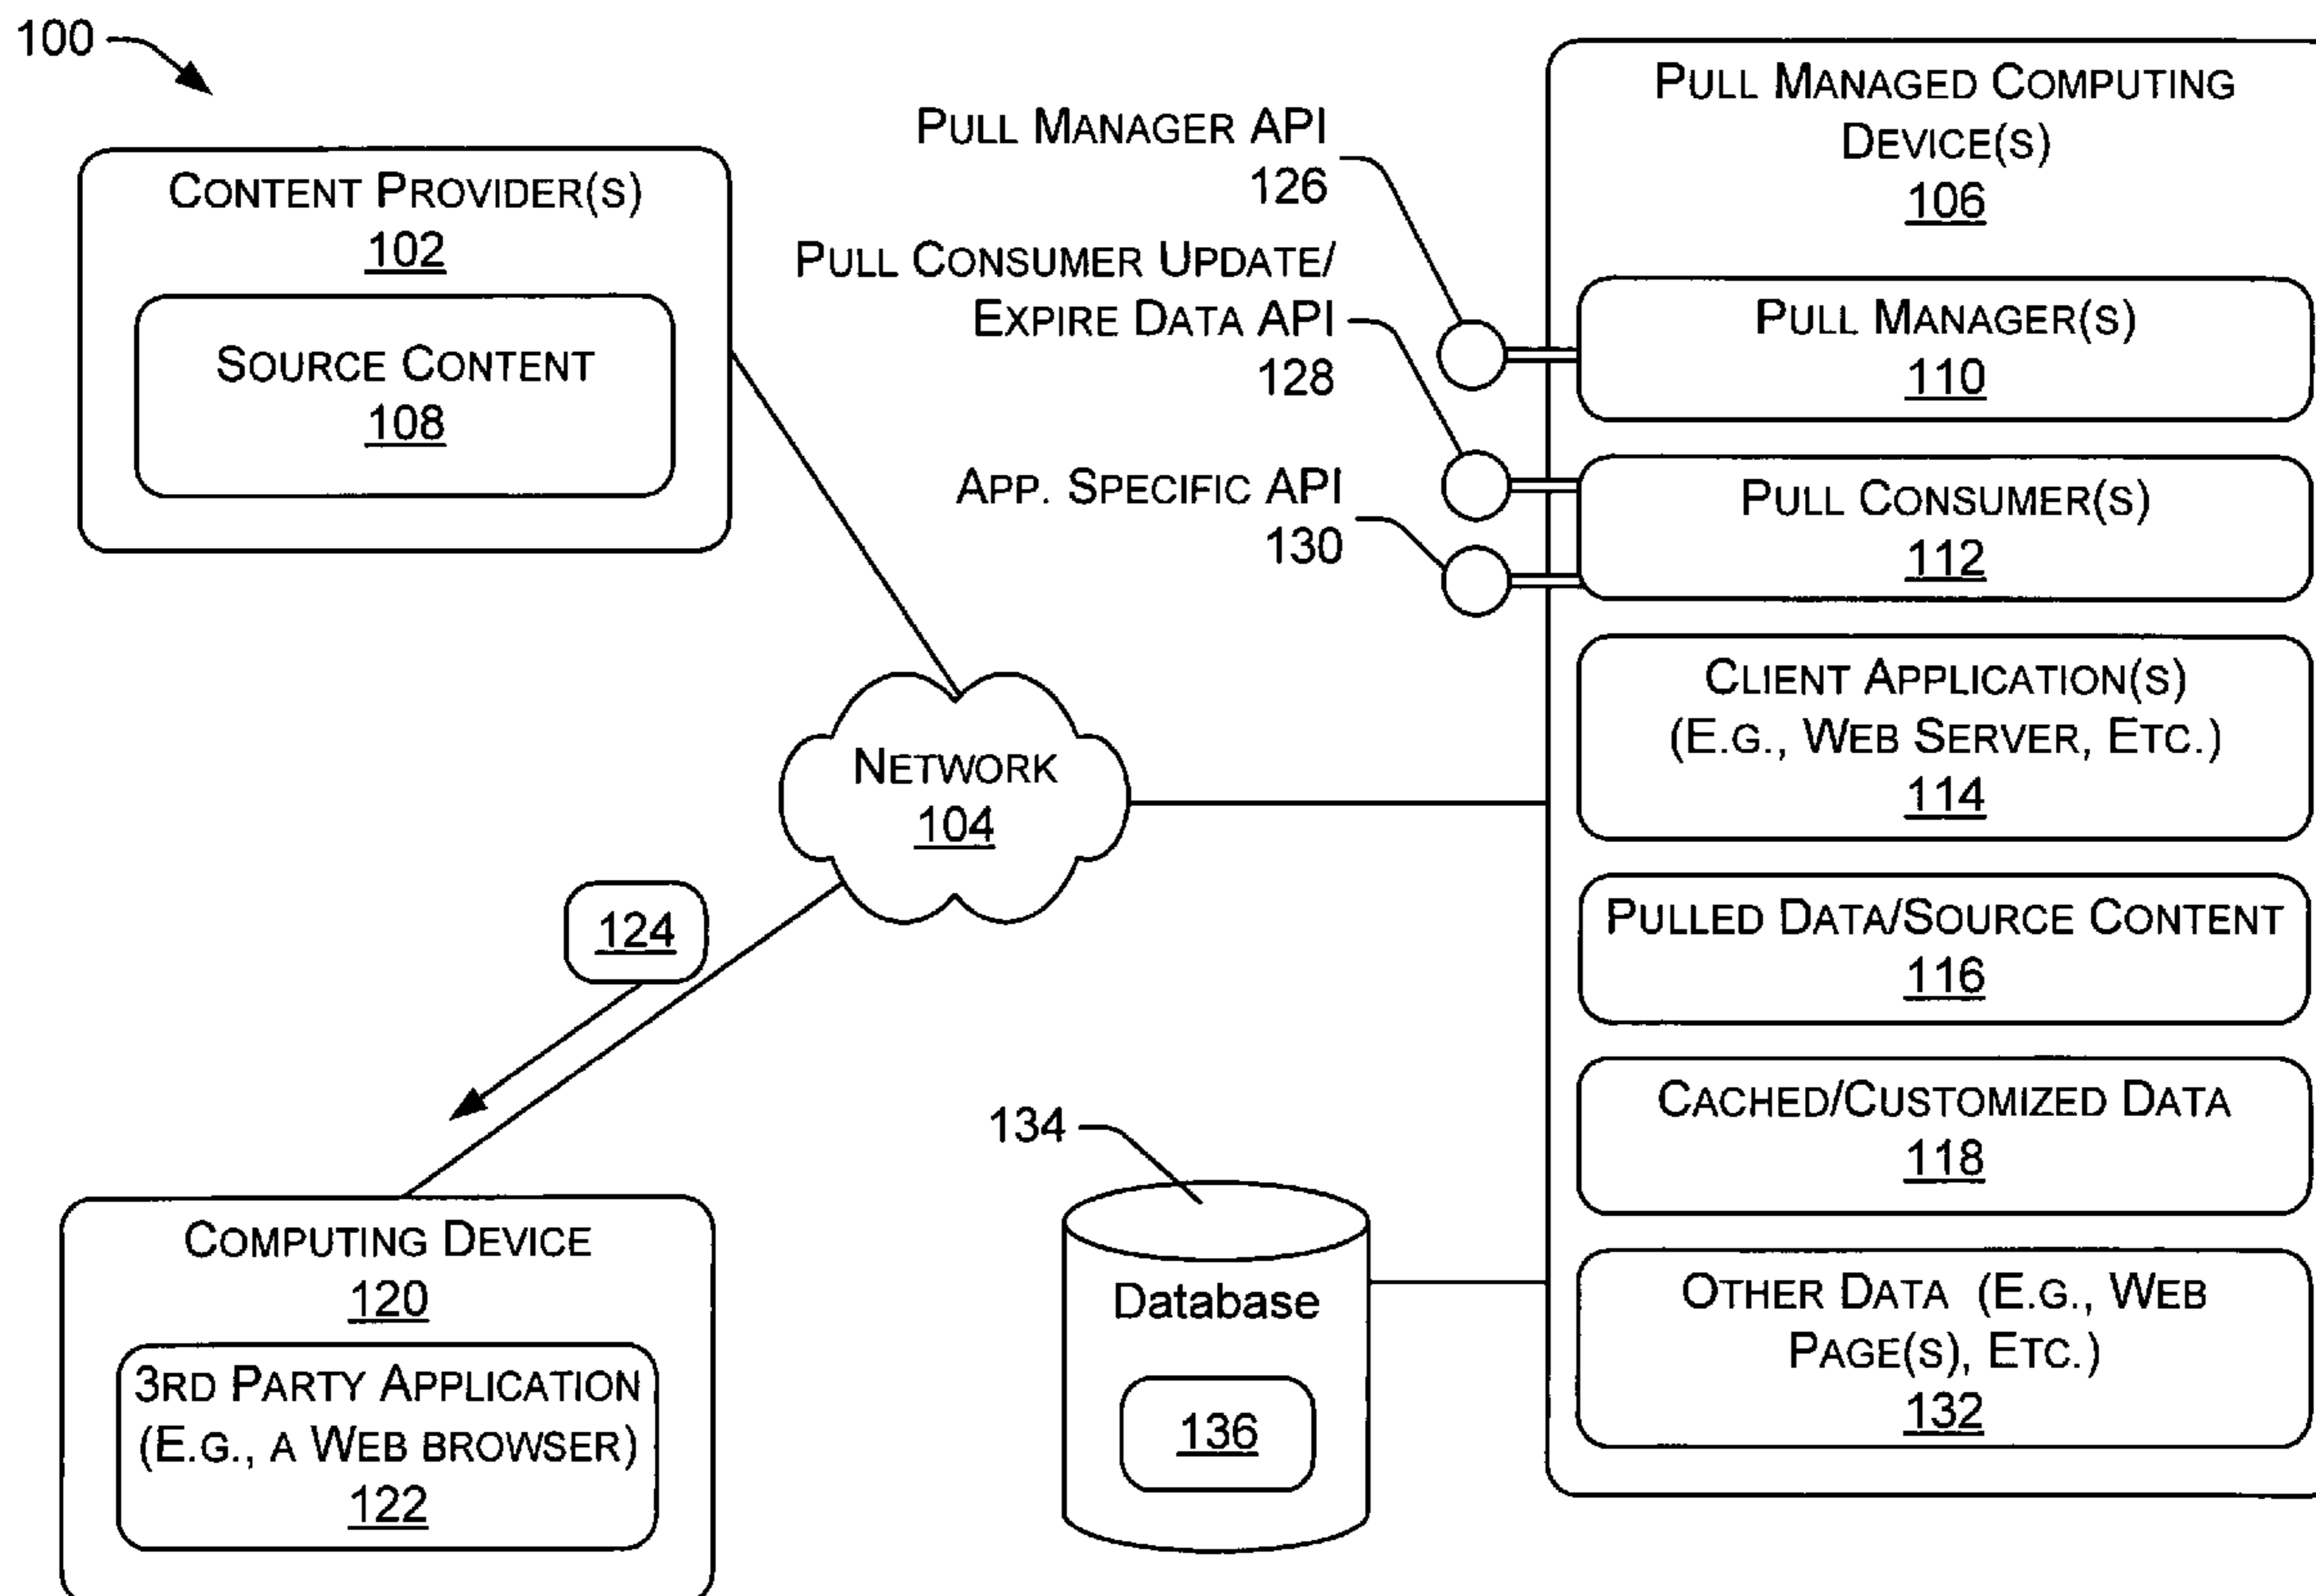 100
CONTENT PROVIDER(S)
102
SOURCE CONTENT
108
PULL MANAGER API
126
PULL CONSUMER UPDATE/
EXPIRE DATA API
128
APP. SPECIFIC API
130
PULL MANAGED COMPUTING
DEVICE(S)
106
PULL MANAGER(S)
110
PULL CONSUMER(S)
112
CLIENT APPLICATION(S)
(E.G., WEB SERVER, ETC.)
114
PULLED DATA/SOURCE CONTENT
116
CACHED/CUSTOMIZED DATA
118
OTHER DATA (E.G., WEB
PAGE(S), ETC.)
132
NETWORK
104
124
COMPUTING DEVICE
120
3RD PARTY APPLICATION
(E.G., A WEB BROWSER)
122
134
Database
136